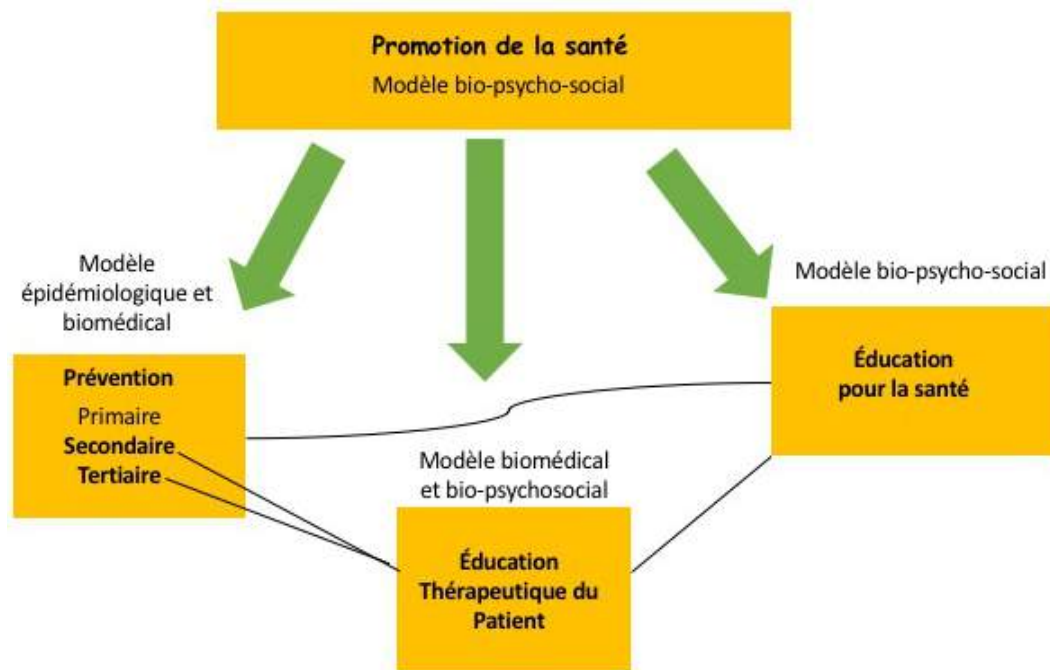 Promotion de la santé
Modèle bio-psycho-social
Modèle
épidémiologique et
biomédical
Modèle bio-psycho-social
Prévention
Primaire
Secondaire
Tertiaire
Éducation
pour la santé
Modèle biomédical
et bio-psychosocial
Éducation
Thérapeutique du
Patient